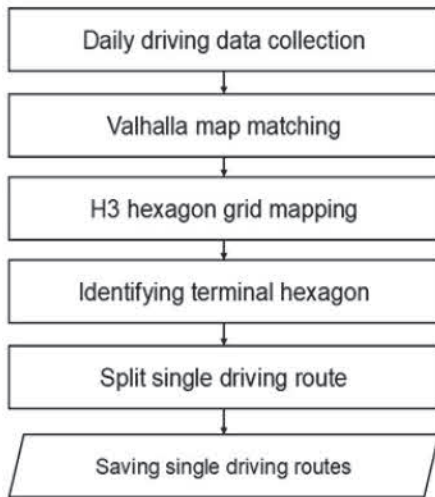 Daily driving data collection
Valhalla map matching
H3 hexagon grid mapping
Identifying terminal hexagon
Split single driving route
Saving single driving routes